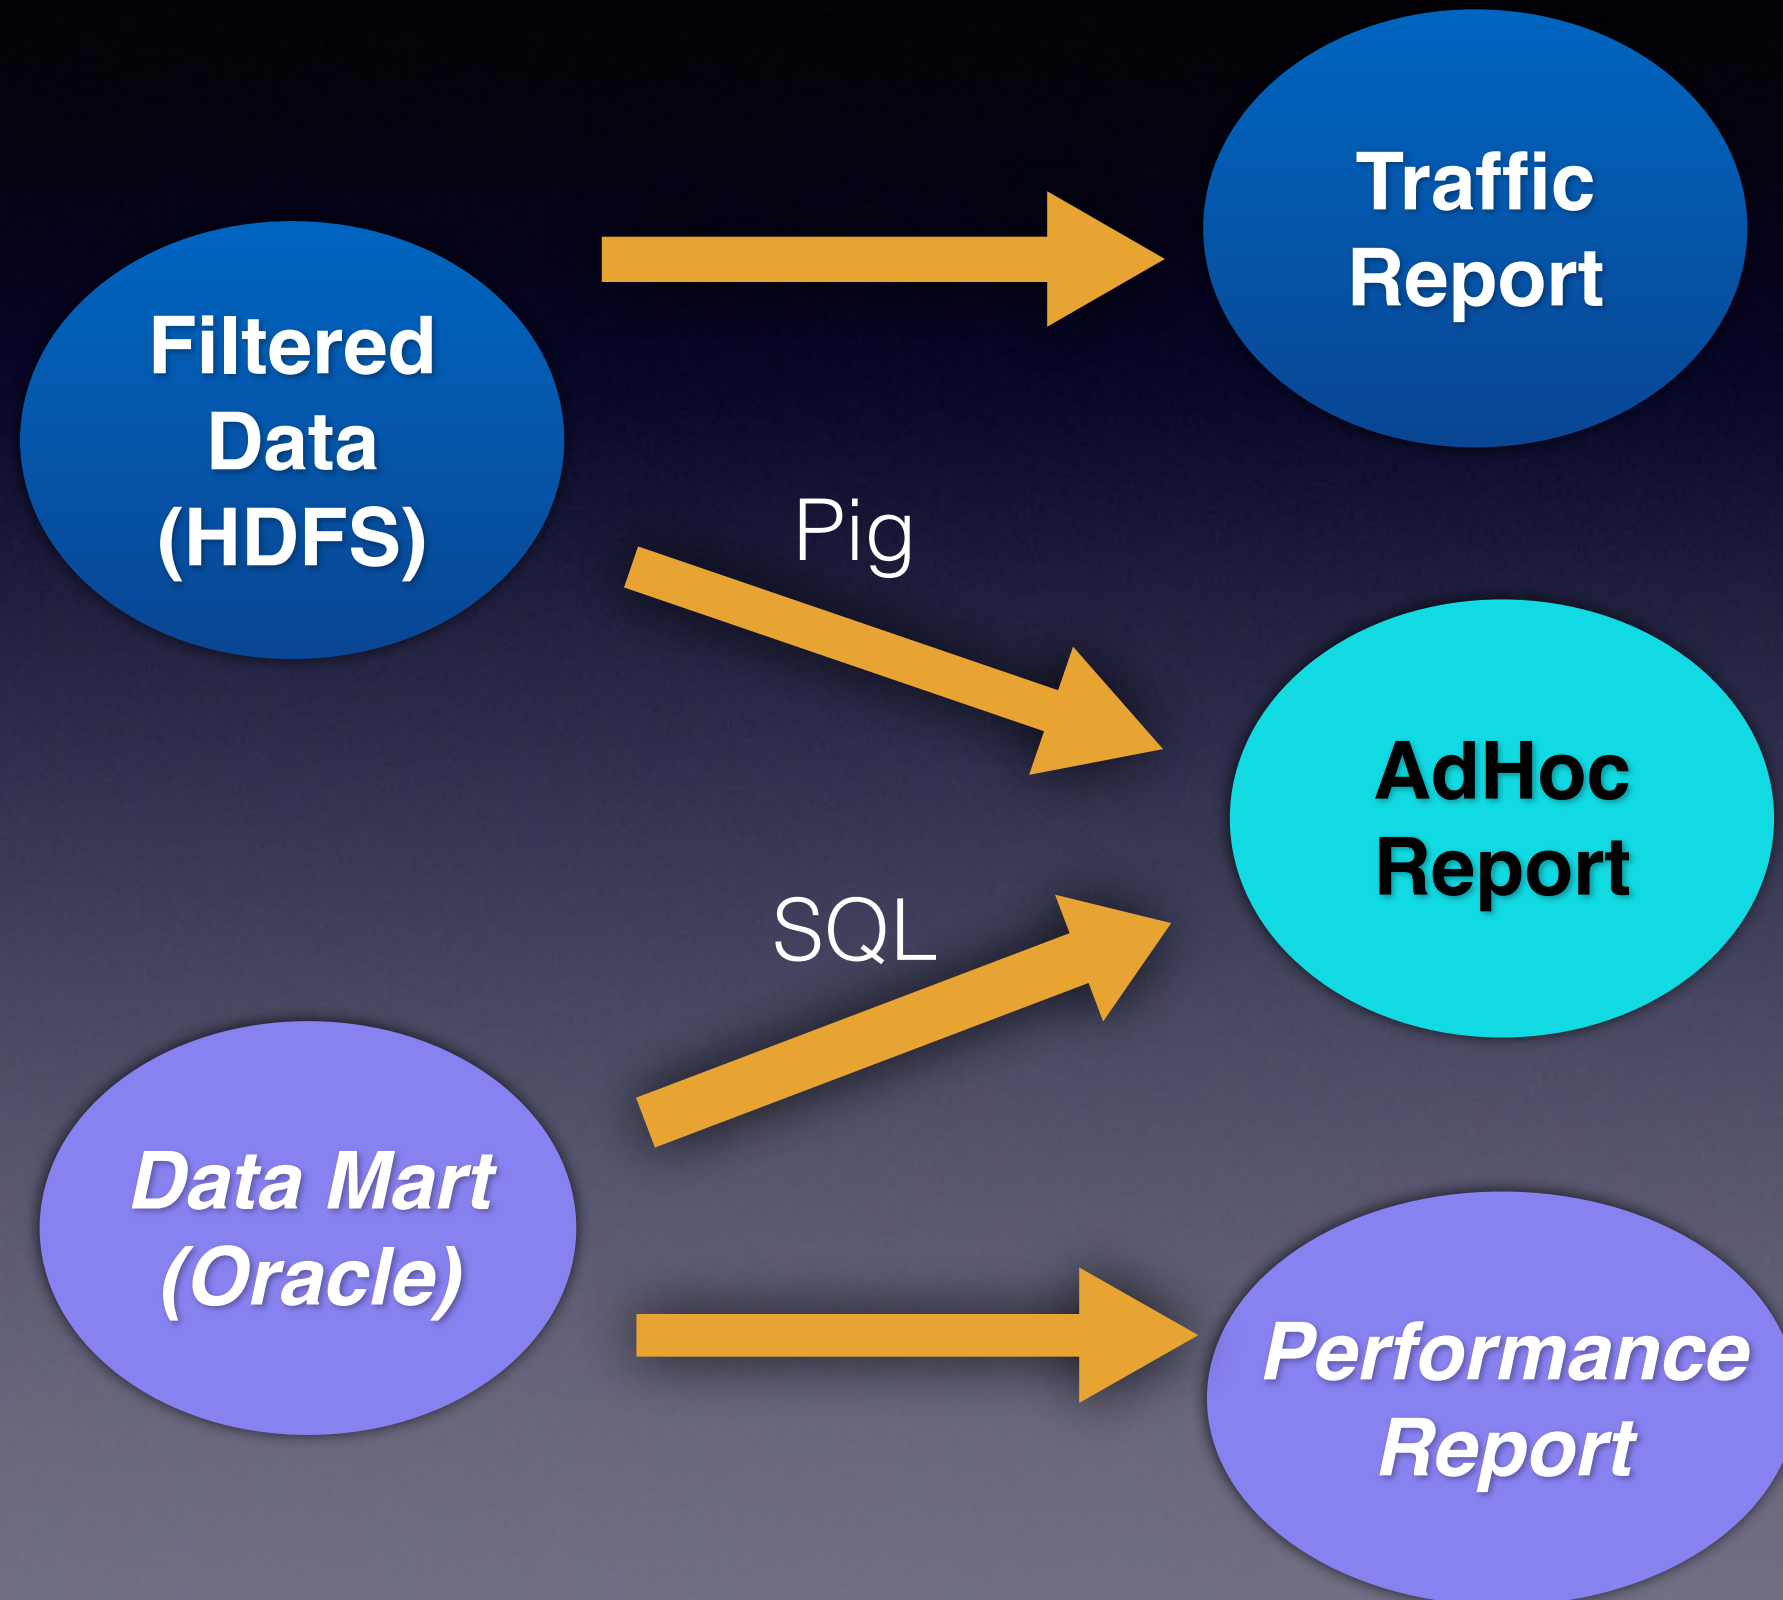 Traffic
Report
Filtered
Data
(HDFS)
Pig
AdHoc
Report
SQL
Data Mart
(Oracle)
Performance
Report